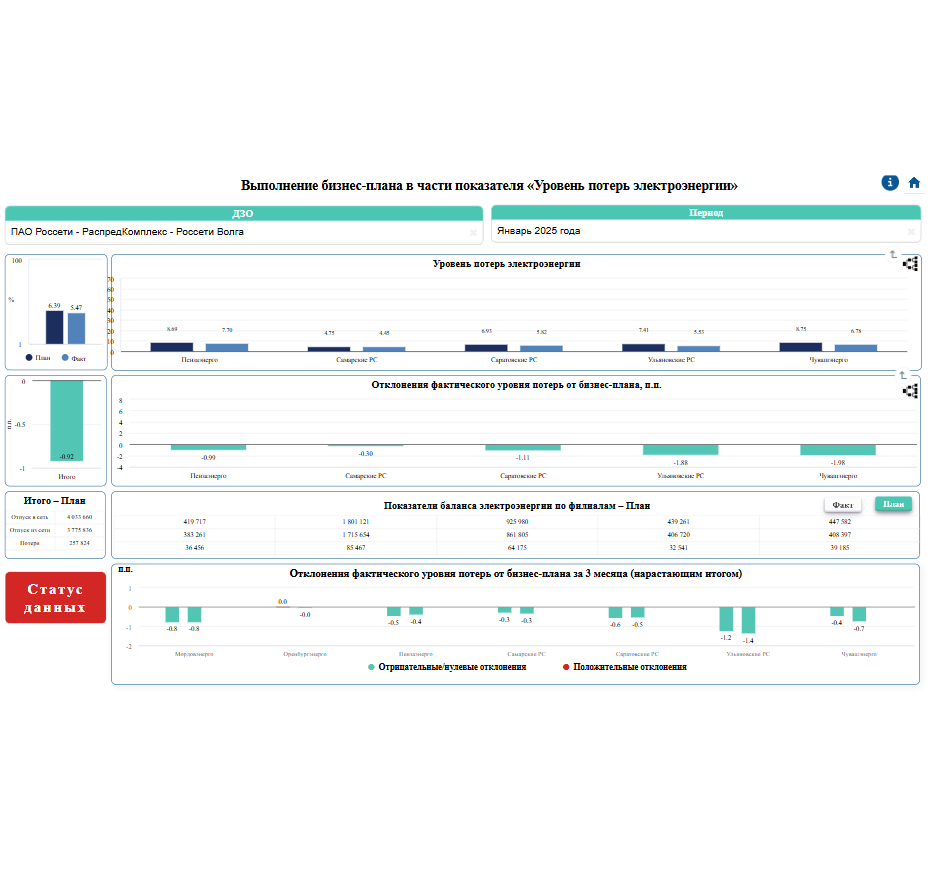 Выполнение бизнес-плана в части показателя «Уровень потерь электроэнергии»
ДЗО
ПАО Россети - РаспредКомплекс - Россети Волга
Период
Январь 2025 года
100
%
1
6.39 5.47
План Факт
Уровень потерь электроэнергии
70
60
50
40
30
20
10
0
8.69 7.70 4.75 4.45 6.93 5.82 7.41 5.53 8.75 6.78
Пензаэнерго Самарские РС Саратовские РС Ульяновские РС Чувашэнерго
0
-0.5
-1
п.п.
-0.92
Итого
Отклонения фактического уровня потерь от бизнес-плана, п.п.
8
6
4
2
0
-2
-4
-0.99 -0.30 -1.11 -1.88 -1.98
Пензаэнерго Самарские РС Саратовские РС Ульяновские РС Чувашэнерго
Итого – План
Отпуск в сеть 4 033 660
Отпуск из сети 3 775 836
Потери 257 824
Показатели баланса электроэнергии по филиалам – План
Факт План
419 717 1 801 121 925 980 439 261 447 582
383 261 1 715 654 861 805 406 720 408 397
36 456 85 467 64 175 32 541 39 185
Статус
данных
п.п.
Отклонения фактического уровня потерь от бизнес-плана за 3 месяца (нарастающим итогом)
1
0
-1
-2
-0.8 -0.8 0.0 -0.0 -0.5 -0.4 -0.3 -0.3 -0.6 -0.5 -1.2 -1.4 -0.4 -0.7
Мордовэнерго Оренбургэнерго Пензаэнерго Самарские РС Саратовские РС Ульяновские РС Чувашэнерго
Отрицательные/нулевые отклонения Положительные отклонения